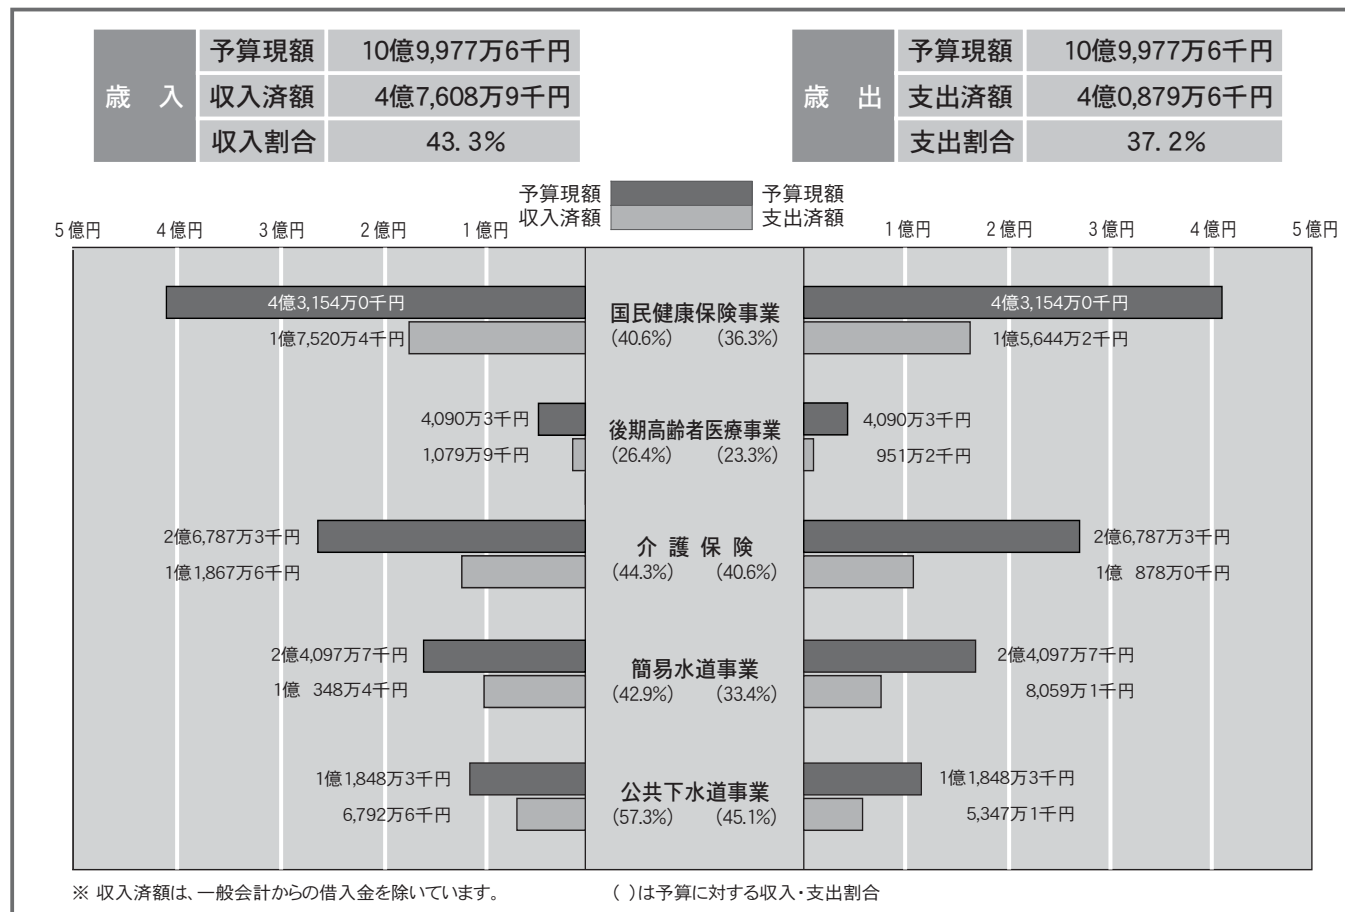 歳 入
予算現額 10億9,977万6千円
収入済額 4億7,608万9千円
収入割合 43.3%
歳 出
予算現額 10億9,977万6千円
支出済額 4億0,879万6千円
支出割合 37.2%
予算現額 予算現額
収入済額 支出済額
5億円 4億円 3億円 2億円 1億円 1億円 2億円 3億円 4億円 5億円
4億3,154万0千円 国民健康保険事業 4億3,154万0千円
1億7,520万4千円 (40.6%) (36.3%) 1億5,644万2千円
4,090万3千円 後期高齢者医療事業 4,090万3千円
1,079万9千円 (26.4%) (23.3%) 951万2千円
2億6,787万3千円 介護保険 2億6,787万3千円
1億1,867万6千円 (44.3%) (40.6%) 1億 878万0千円
2億4,097万7千円 簡易水道事業 2億4,097万7千円
1億 348万4千円 (42.9%) (33.4%) 8,059万1千円
1億1,848万3千円 公共下水道事業 1億1,848万3千円
6,792万6千円 (57.3%) (45.1%) 5,347万1千円
※ 収入済額は、一般会計からの借入金を除いています。 ( )は予算に対する収入・支出割合